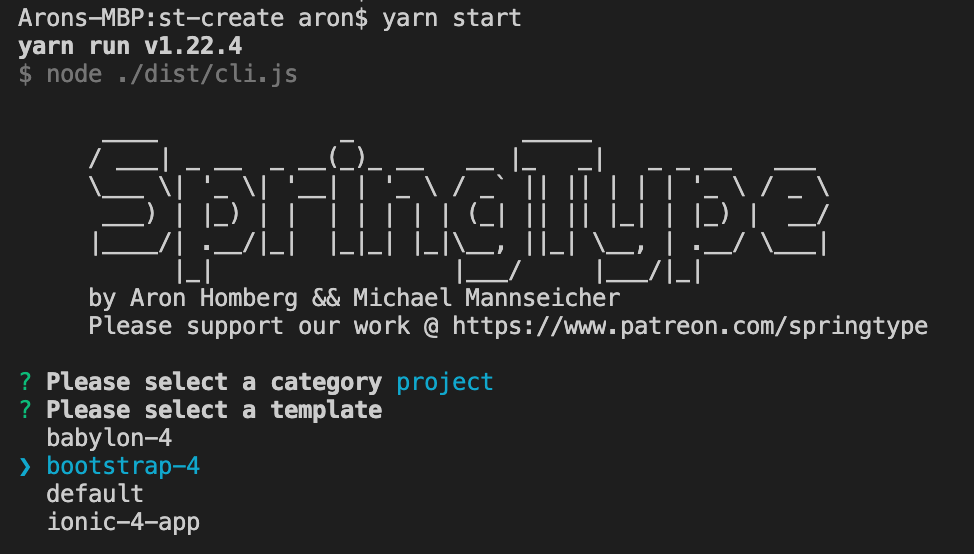 Arons-MBP:st-create aron$ yarn start
yarn run v1.22.4
$ node ./dist/cli.js
SpringType
by Aron Homberg && Michael Mannseicher
Please support our work @ https://www.patreon.com/springtype
? Please select a category project
? Please select a template
babylon-4
❯ bootstrap-4
default
ionic-4-app